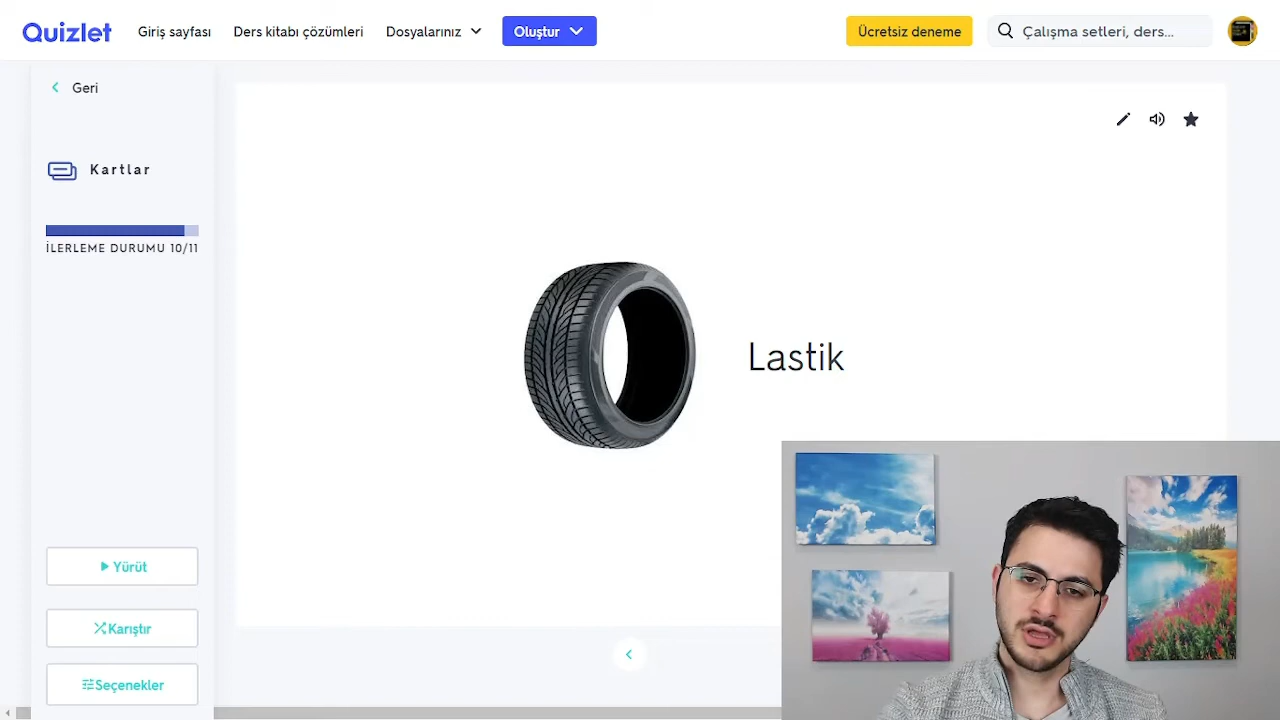 Quizlet
Giriş sayfası
Ders kitabı çözümleri
Dosyalarınız
Oluştur
Ücretsiz deneme
Çalışma setleri, ders...
Geri
Kartlar
İLERLEME DURUMU 10/11
Lastik
Yürüt
Karıştır
Seçenekler